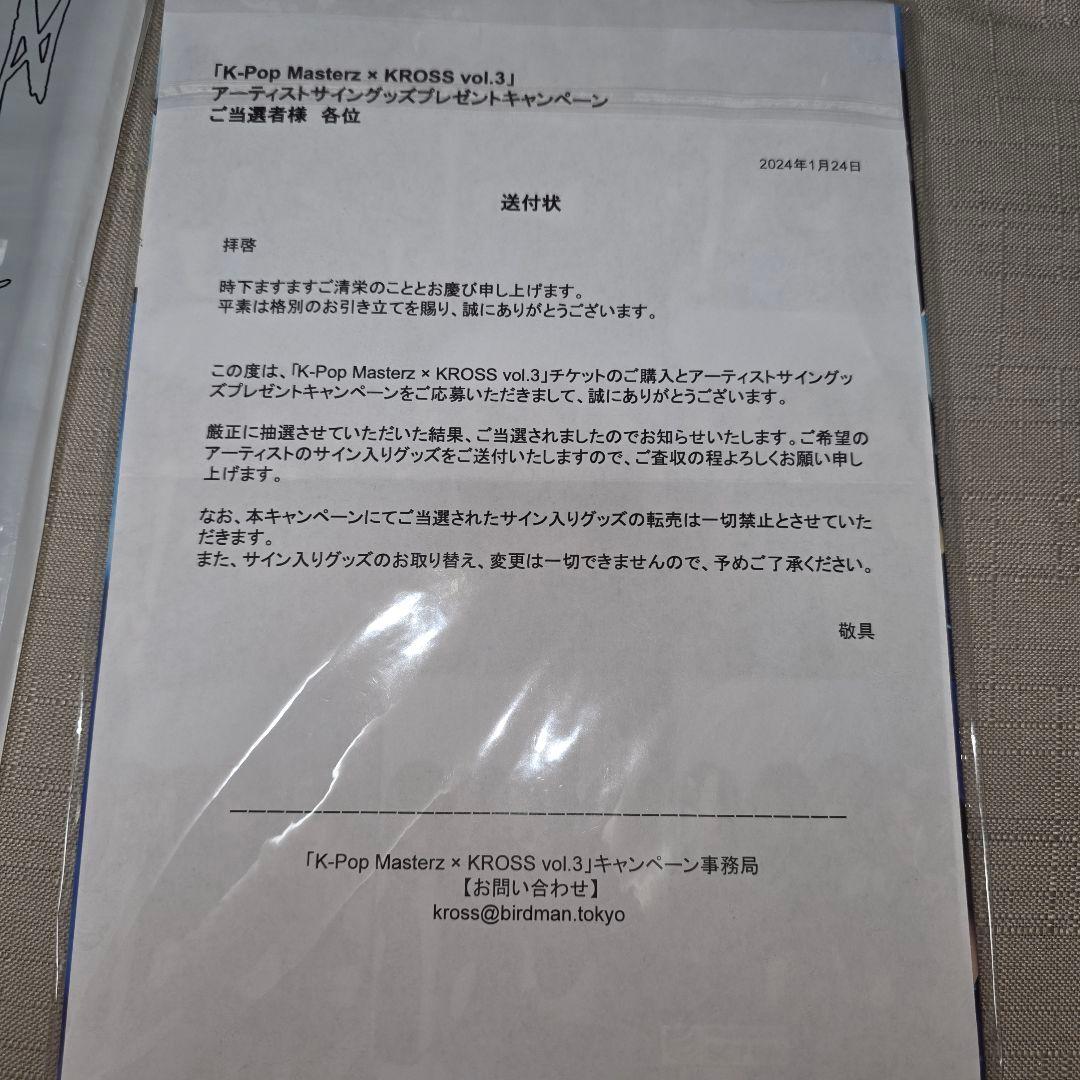 「K-Pop Masterz × KROSS vol.3」
アーティストサイングッズプレゼントキャンペーン
ご当選者様 各位
2024年1月24日
送付状
拝啓
時下ますますご清栄のこととお慶び申し上げます。
平素は格別のお引き立てを賜り、誠にありがとうございます。
この度は、「K-Pop Masterz × KROSS vol.3」チケットのご購入とアーティストサイングッ
ズプレゼントキャンペーンをご応募いただきまして、誠にありがとうございます。
厳正に抽選させていただいた結果、ご当選されましたのでお知らせいたします。ご希望の
アーティストのサイン入りグッズをご送付いたしますので、ご査収の程よろしくお願い申し
上げます。
なお、本キャンペーンにてご当選されたサイン入りグッズの転売は一切禁止とさせていた
だきます。
また、サイン入りグッズのお取り替え、変更は一切できませんので、予めご了承ください。
敬具
「K-Pop Masterz × KROSS vol.3」キャンペーン事務局
【お問い合わせ】
kross@birdman.tokyo